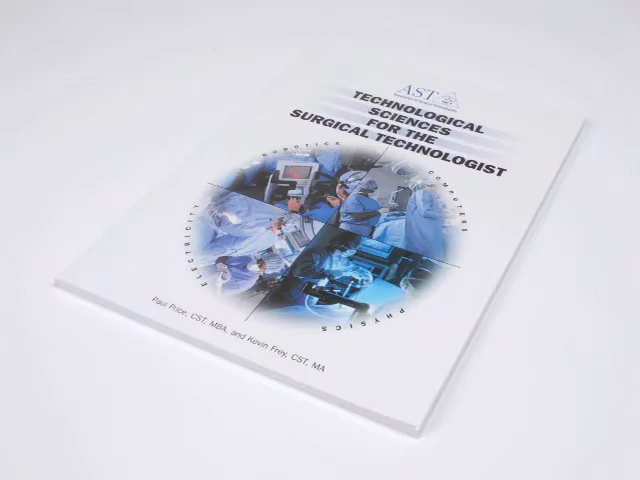 AST
TECHNOLOGICAL
SCIENCES
FOR THE
SURGICAL TECHNOLOGIST
ROBOTICS
COMPUTERS
ELECTRICITY
PHYSICS
Paul Price, CST, MBA, and Kevin Frey, CST, MA